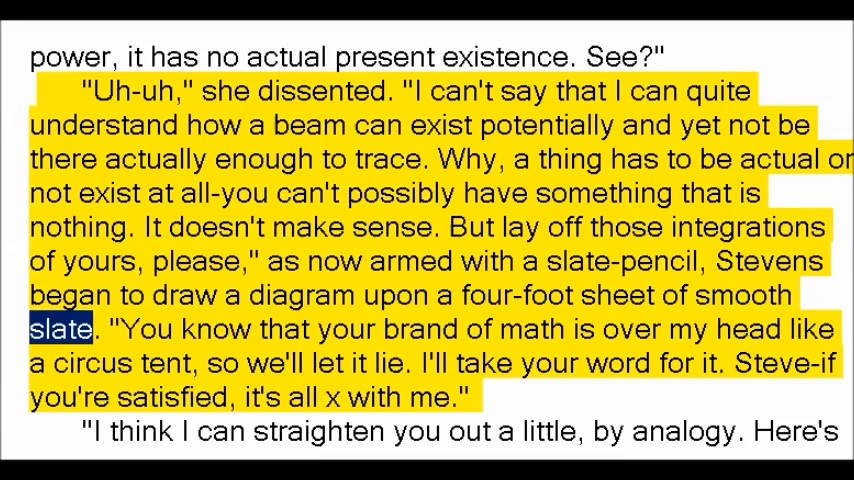 power, it has no actual present existence. See?"
"Uh-uh," she dissented. "I can't say that I can quite
understand how a beam can exist potentially and yet not be
there actually enough to trace. Why, a thing has to be actual or
not exist at all-you can't possibly have something that is
nothing. It doesn't make sense. But lay off those integrations
of yours, please," as now armed with a slate-pencil, Stevens
began to draw a diagram upon a four-foot sheet of smooth
slate. "You know that your brand of math is over my head like
a circus tent, so we'll let it lie. I'll take your word for it. Steve-if
you're satisfied, it's all x with me."
"I think I can straighten you out a little, by analogy. Here's